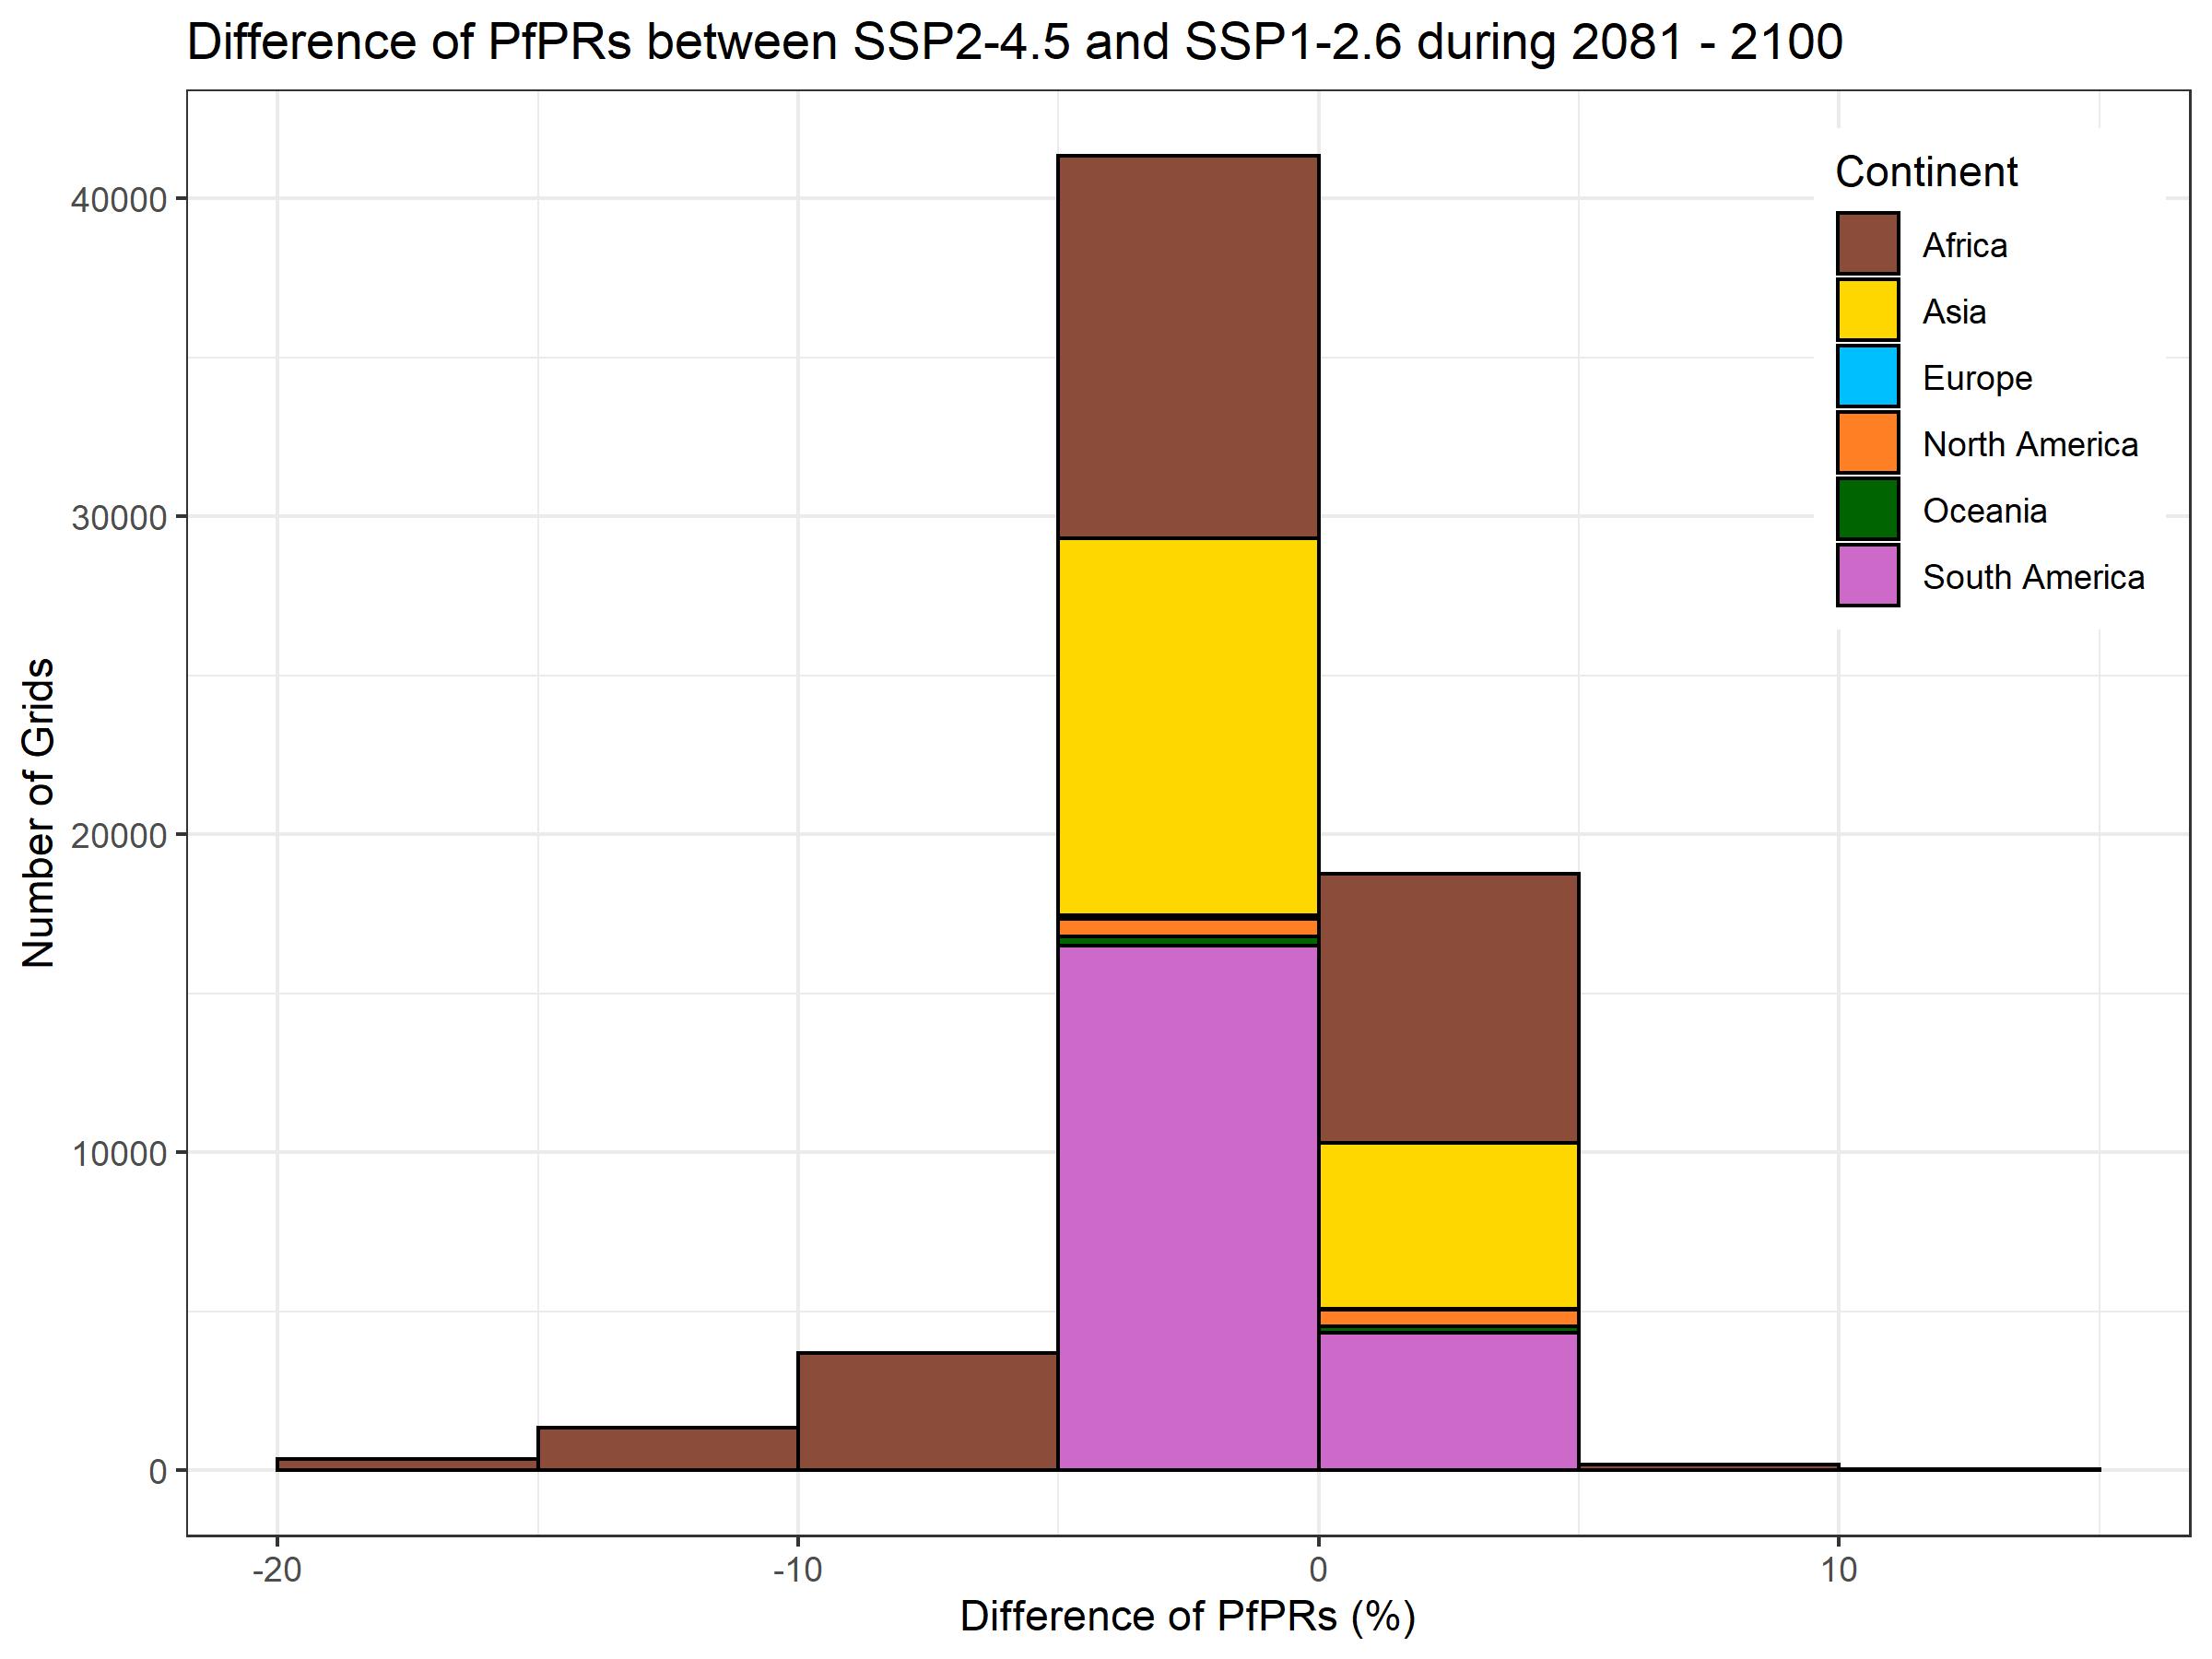 Difference of PfPRs between SSP2-4.5 and SSP1-2.6 during 2081 - 2100
Continent
Africa
Asia
Europe
North America
Oceania
South America
Number of Grids
40000
30000
20000
10000
0
-20
-10
0
10
Difference of PfPRs (%)